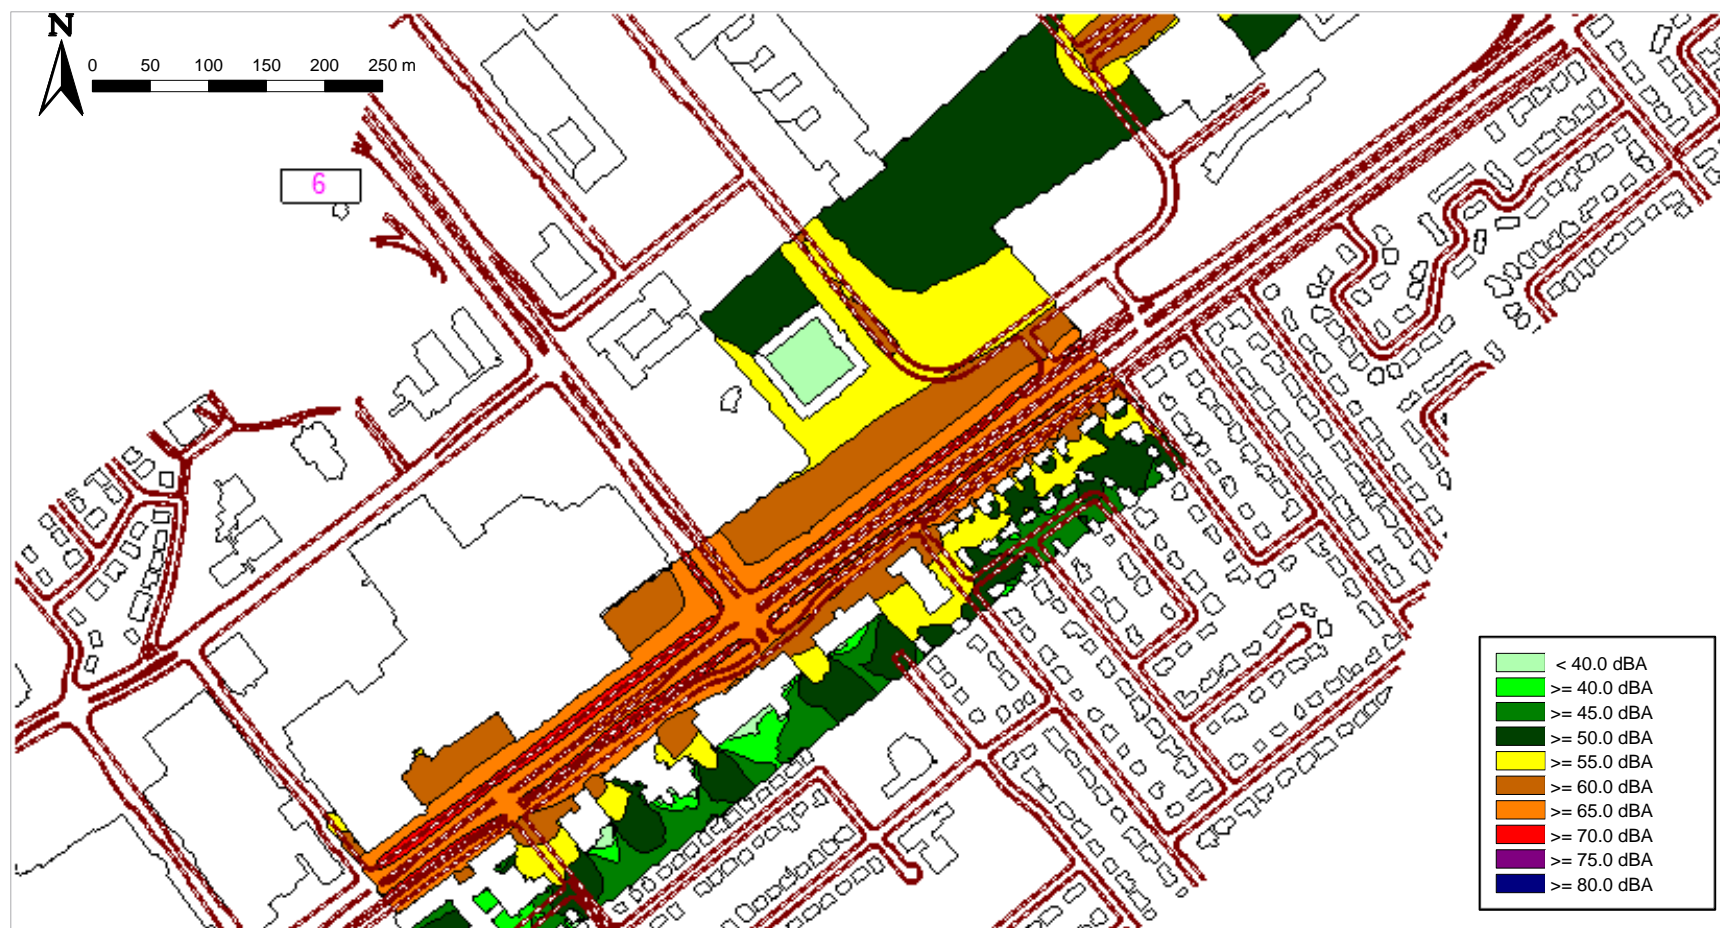 N
0 50 100 150 200 250 m
6
< 40.0 dBA
>= 40.0 dBA
>= 45.0 dBA
>= 50.0 dBA
>= 55.0 dBA
>= 60.0 dBA
>= 65.0 dBA
>= 70.0 dBA
>= 75.0 dBA
>= 80.0 dBA